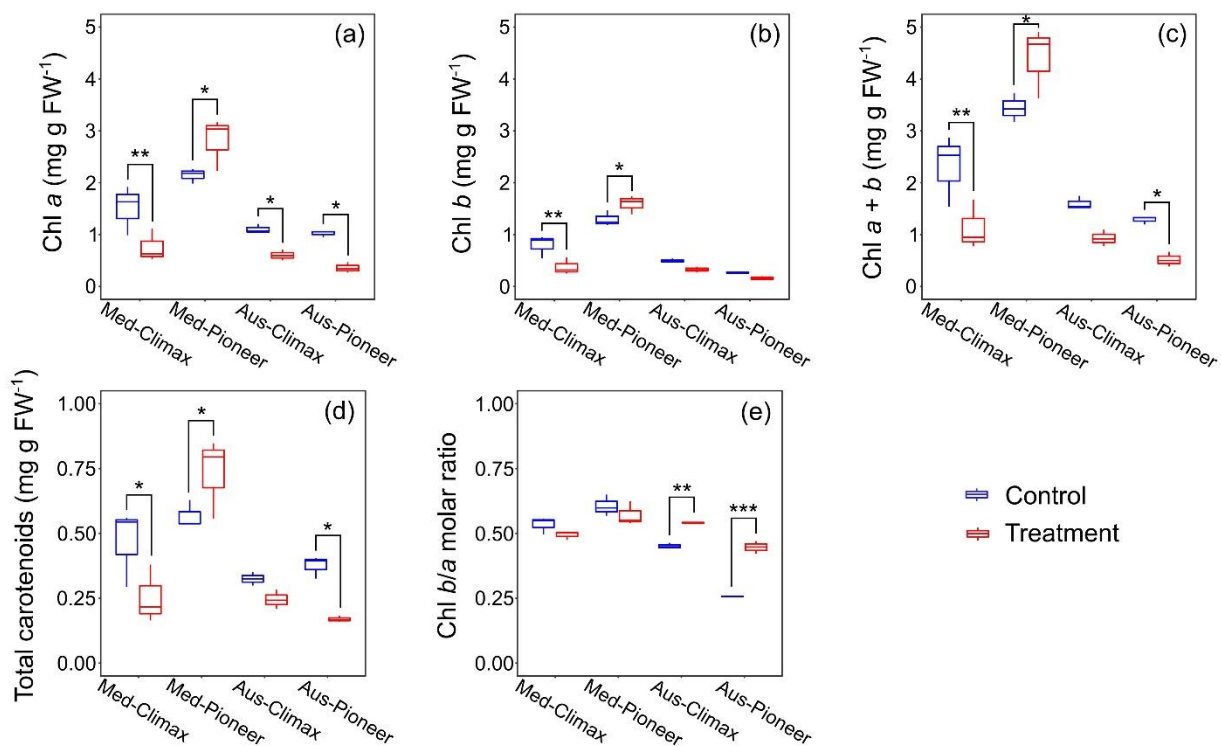 (a)
Chl a (mg g FW⁻¹)
5
4
3
2
1
0
** * * *
Med-Climax
Med-Pioneer
Aus-Climax
Aus-Pioneer
(b)
Chl b (mg g FW⁻¹)
5
4
3
2
1
0
** *
Med-Climax
Med-Pioneer
Aus-Climax
Aus-Pioneer
(c)
Chl a + b (mg g FW⁻¹)
5
4
3
2
1
0
** * *
Med-Climax
Med-Pioneer
Aus-Climax
Aus-Pioneer
(d)
Total carotenoids (mg g FW⁻¹)
1.00
0.75
0.50
0.25
0.00
* * *
Med-Climax
Med-Pioneer
Aus-Climax
Aus-Pioneer
(e)
Chl b/a molar ratio
1.00
0.75
0.50
0.25
0.00
** ***
Med-Climax
Med-Pioneer
Aus-Climax
Aus-Pioneer
Control
Treatment